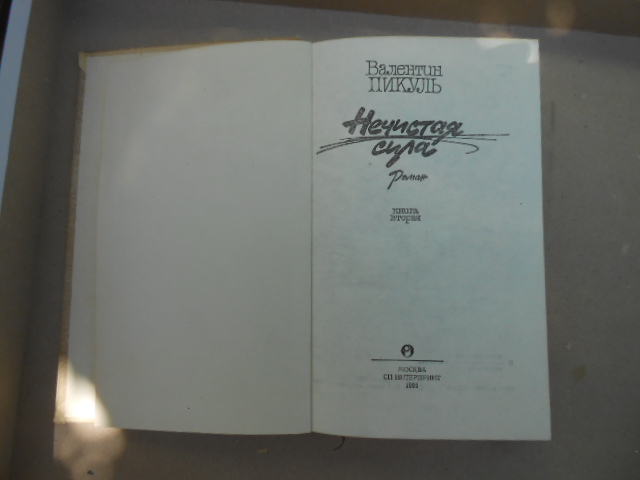 Валентин
ПИКУЛЬ
Нечистая
сила
Роман
книга
вторая
МОСКВА
СП ИНТЕРПРИНТ